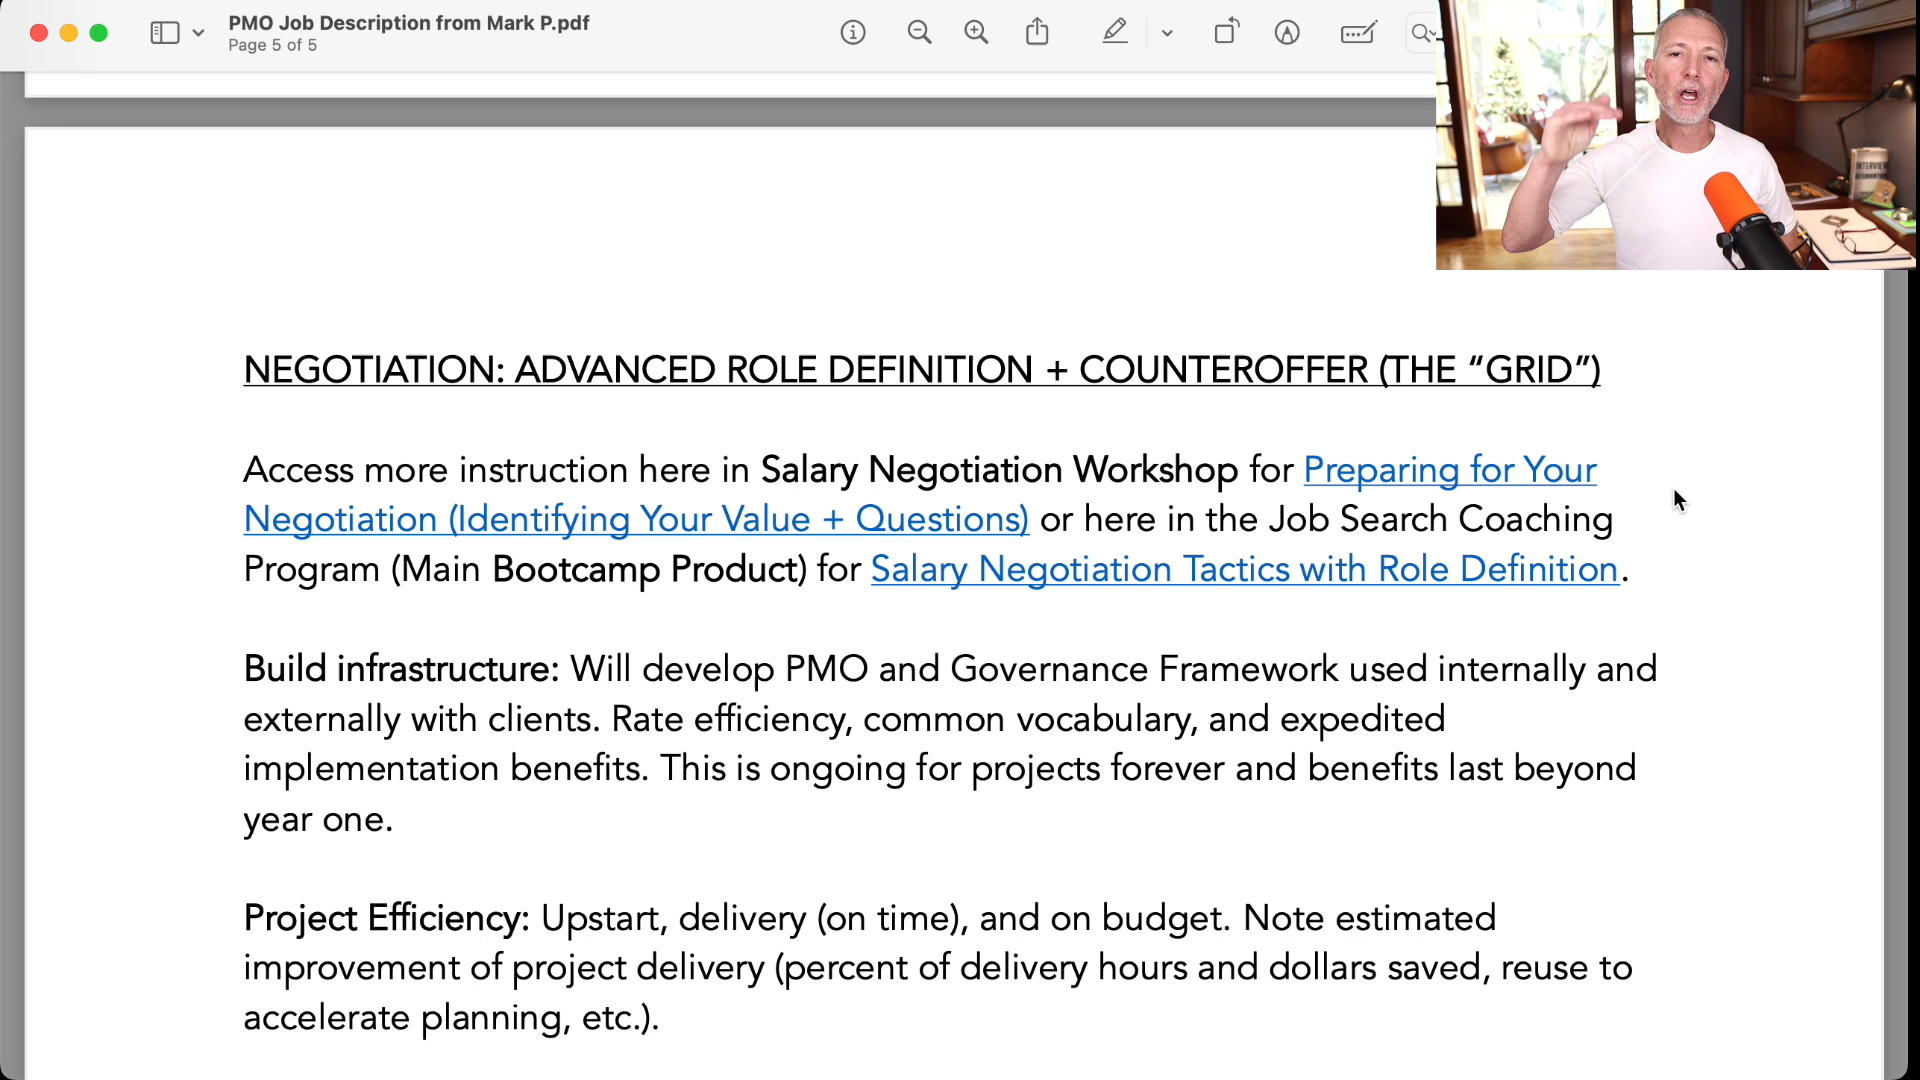 PMO Job Description from Mark P.pdf
Page 5 of 5
INTERVIEW
NEGOTIATION: ADVANCED ROLE DEFINITION + COUNTEROFFER (THE “GRID”)
Access more instruction here in Salary Negotiation Workshop for Preparing for Your
Negotiation (Identifying Your Value + Questions) or here in the Job Search Coaching
Program (Main Bootcamp Product) for Salary Negotiation Tactics with Role Definition.
Build infrastructure: Will develop PMO and Governance Framework used internally and
externally with clients. Rate efficiency, common vocabulary, and expedited
implementation benefits. This is ongoing for projects forever and benefits last beyond
year one.
Project Efficiency: Upstart, delivery (on time), and on budget. Note estimated
improvement of project delivery (percent of delivery hours and dollars saved, reuse to
accelerate planning, etc.).